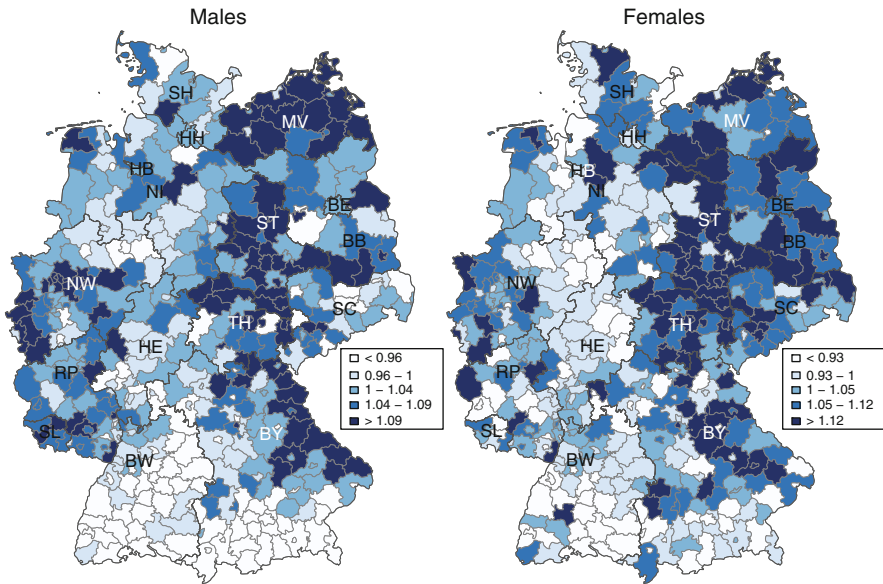 Males
SH
MV
HH
HB
NI
BE
ST
BB
NW
SC
TH
HE
RP
SL
BY
BW
< 0.96
0.96 – 1
1 – 1.04
1.04 – 1.09
> 1.09
Females
SH
MV
HH
HB
NI
BE
ST
BB
NW
SC
TH
HE
RP
SL
BY
BW
< 0.93
0.93 – 1
1 – 1.05
1.05 – 1.12
> 1.12